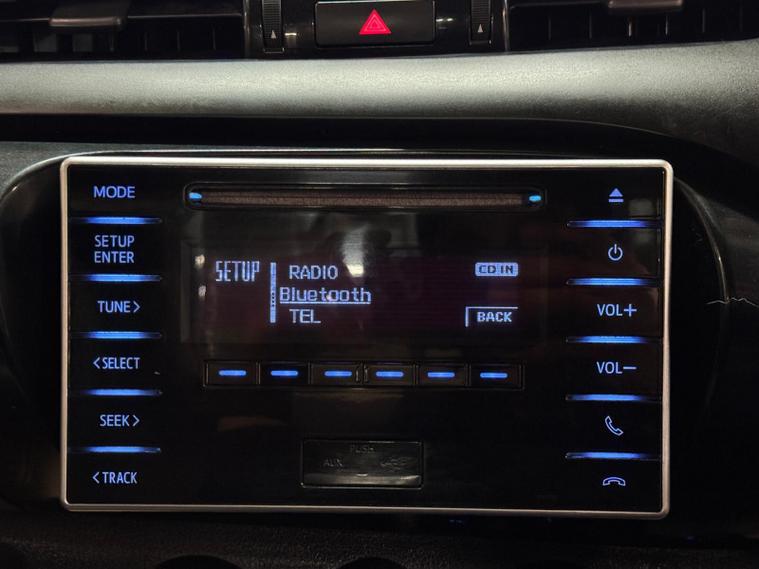 MODE
SETUP
ENTER
TUNE>
<SELECT
SEEK>
<TRACK
SETUP
RADIO
Bluetooth
TEL
CD IN
BACK
PUSH
AUX
VOL+
VOL−